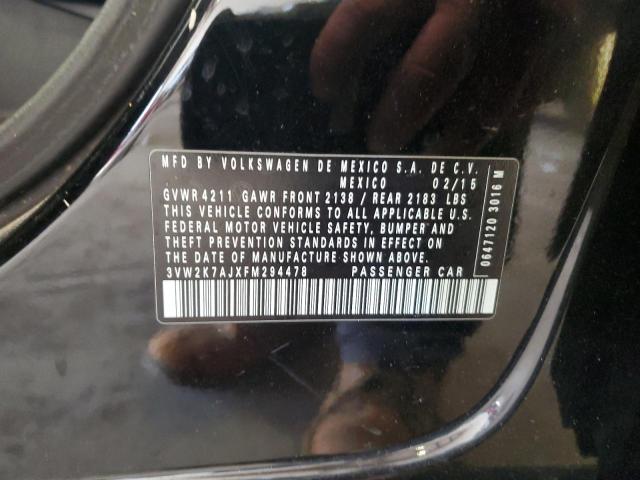 MFD BY VOLKSWAGEN DE MEXICO S.A. DE C.V.
MEXICO 02/15
GVWR 4211 GAWR FRONT 2138 / REAR 2183 LBS
THIS VEHICLE CONFORMS TO ALL APPLICABLE U.S.
FEDERAL MOTOR VEHICLE SAFETY, BUMPER AND
THEFT PREVENTION STANDARDS IN EFFECT ON THE
DATE OF MANUFACTURE SHOWN ABOVE.
3VW2K7AJXFM294478 PASSENGER CAR
0647120 3016 M